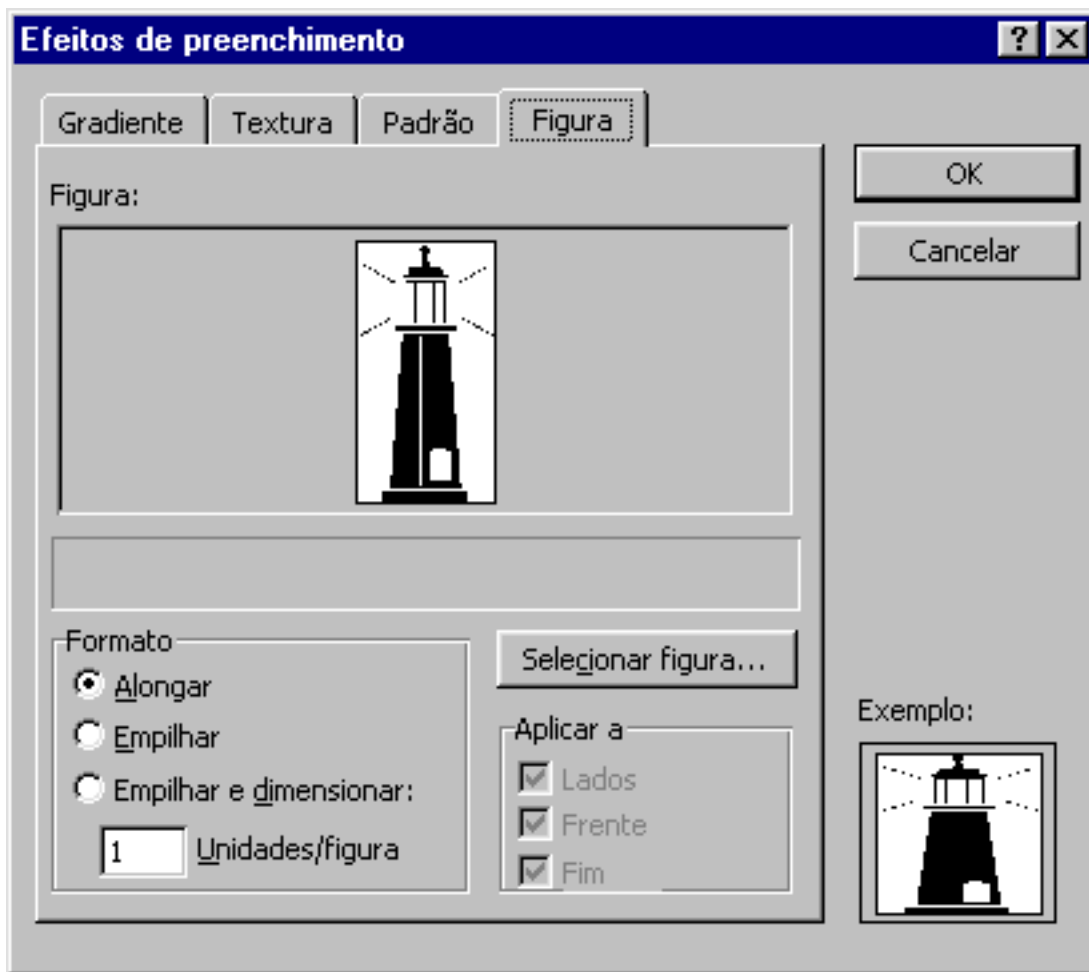 Efeitos de preenchimento
Gradiente Textura Padrão Figura
Figura:
OK
Cancelar
Formato
Alongar
Empilhar
Empilhar e dimensionar:
1 Unidades/figura
Selecionar figura...
Aplicar a
Lados
Frente
Fim
Exemplo: